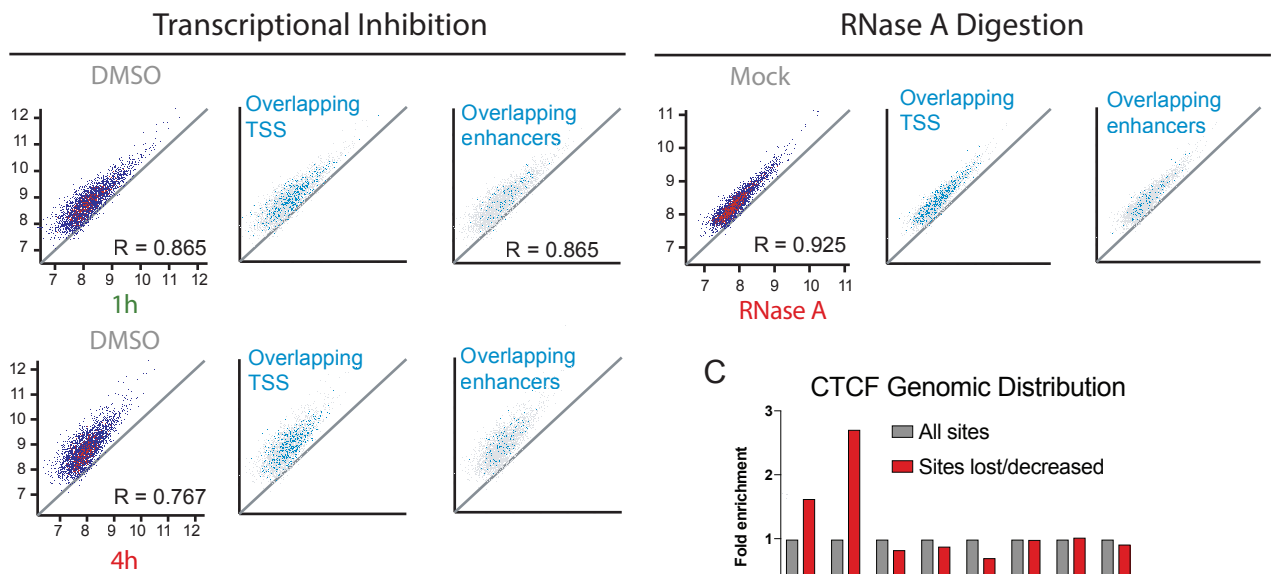 Transcriptional Inhibition
RNase A Digestion
DMSO
12
11
10
9
8
7
R = 0.865
7 8 9 10 11 12
1h
Overlapping
TSS
Overlapping
enhancers
R = 0.865
Mock
11
10
9
8
7
R = 0.925
7 8 9 10 11
RNase A
Overlapping
TSS
Overlapping
enhancers
DMSO
12
11
10
9
8
7
R = 0.767
7 8 9 10 11 12
4h
Overlapping
TSS
Overlapping
enhancers
C
CTCF Genomic Distribution
Fold enrichment
3
2
1
All sites
Sites lost/decreased